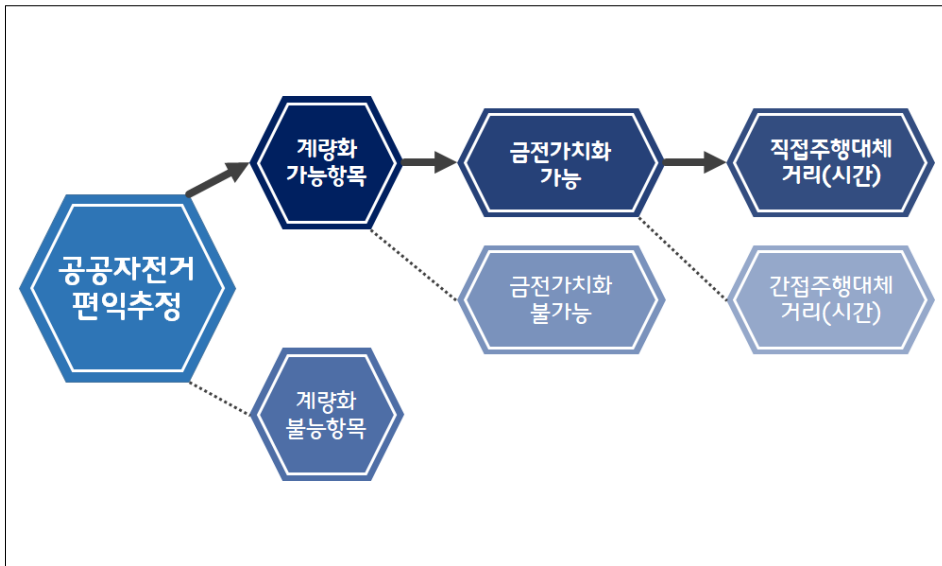 공공자전거
편익추정
계량화
가능항목
계량화
불능항목
금전가치화
가능
금전가치화
불가능
직접주행대체
거리(시간)
간접주행대체
거리(시간)